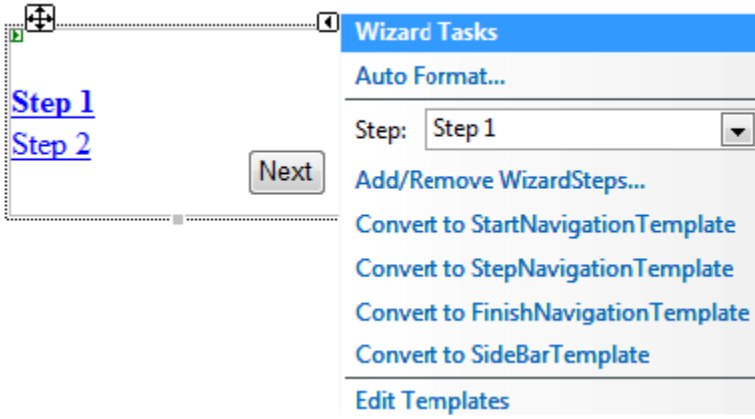 Step 1
Step 2
Next
Wizard Tasks
Auto Format...
Step: Step 1
Add/Remove WizardSteps...
Convert to StartNavigationTemplate
Convert to StepNavigationTemplate
Convert to FinishNavigationTemplate
Convert to SideBarTemplate
Edit Templates